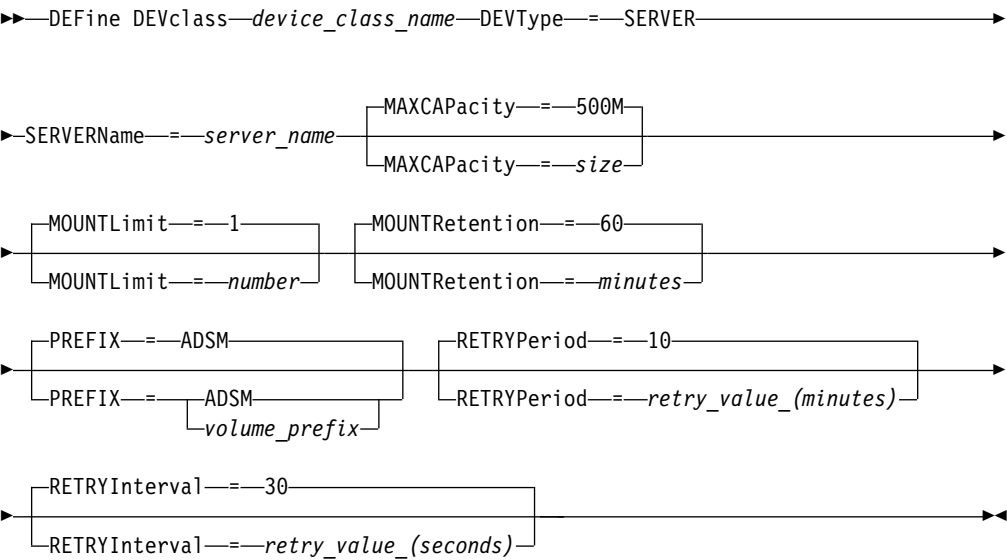 DEFine DEVclass device_class_name DEVType = SERVER
MAXCAPacity = 500M
SERVERName = server_name
MAXCAPacity = size
MOUNTLimit = 1 MOUNTRetention = 60
MOUNTLimit = number MOUNTRetention = minutes
PREFIX = ADSM RETRYPeriod = 10
PREFIX = ADSM RETRYPeriod = retry_value_(minutes)
volume_prefix
RETRYInterval = 30
RETRYInterval = retry_value_(seconds)